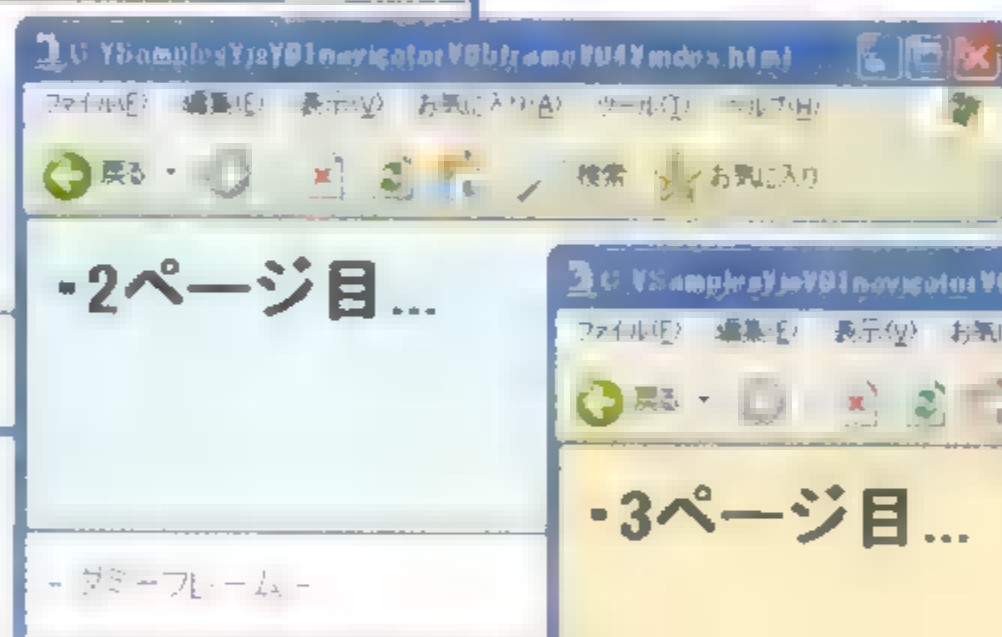 ファイル(F) 編集(E) 表示(V) お気に入り(A) ツール(T) ヘルプ(H)
戻る 検索 お気に入り
・2ページ目...
- ダミーフレーム -
ファイル(F) 編集(E) 表示(V)
戻る
・3ページ目...